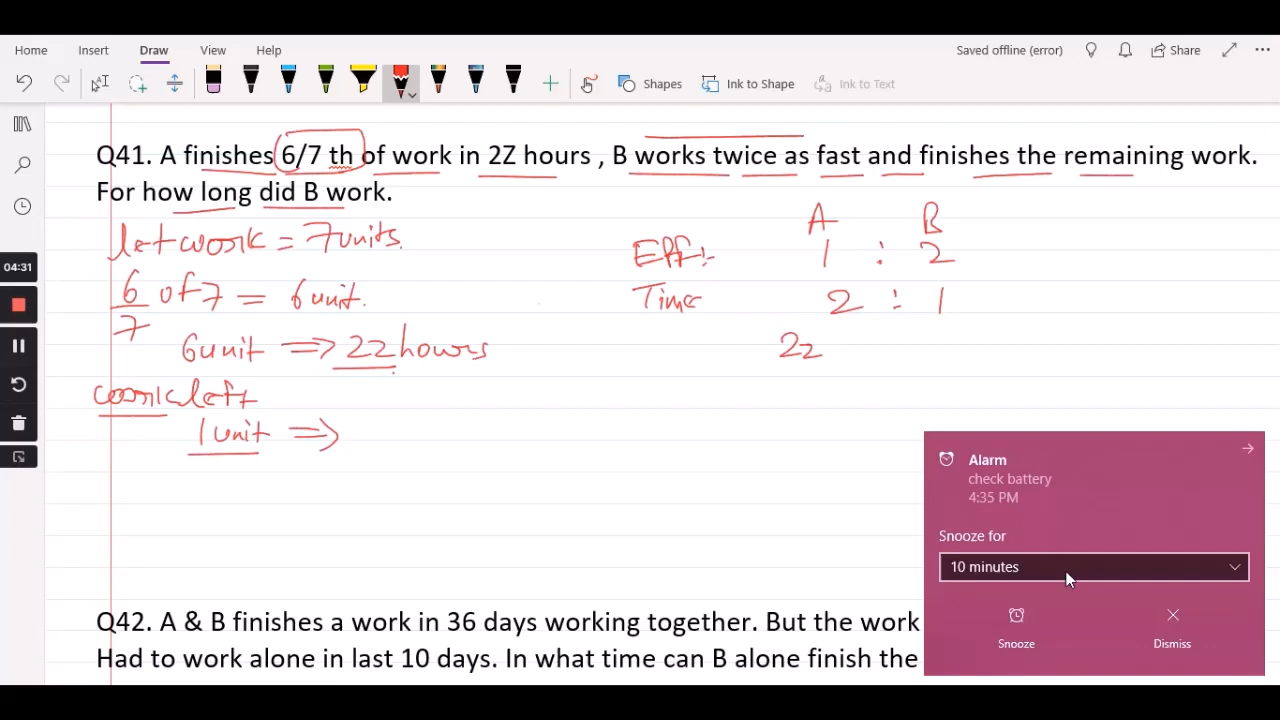 Home Insert Draw View Help Saved offline (error) Share
Shapes Ink to Shape Ink to Text
Q41. A finishes 6/7 th of work in 2Z hours , B works twice as fast and finishes the remaining work.
For how long did B work.
let work = 7units.
A B
Eff: 1 : 2
6/7 of 7 = 6 unit.
Time 2 : 1
6 unit ⇒ 22 hours
22
work left
1 unit ⇒
04:31
Alarm
check battery
4:35 PM
Snooze for
10 minutes
Snooze Dismiss
Q42. A & B finishes a work in 36 days working together. But the work
Had to work alone in last 10 days. In what time can B alone finish the